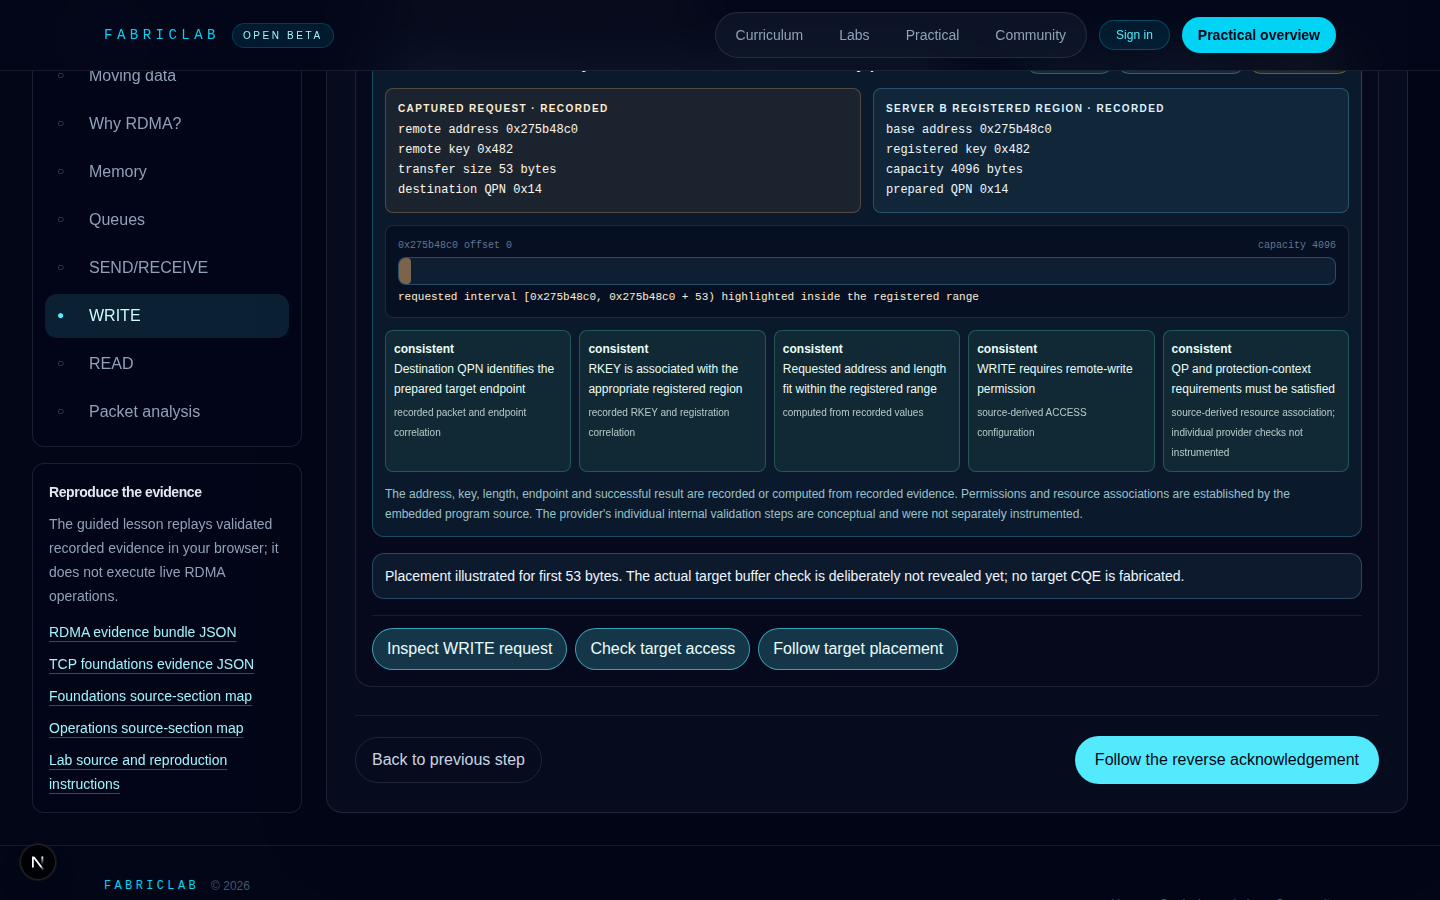 FABRICLAB
OPEN BETA
Curriculum
Labs
Practical
Community
Sign in
Practical overview
Moving data
Why RDMA?
Memory
Queues
SEND/RECEIVE
WRITE
READ
Packet analysis
Reproduce the evidence
The guided lesson replays validated
recorded evidence in your browser; it
does not execute live RDMA
operations.
RDMA evidence bundle JSON
TCP foundations evidence JSON
Foundations source-section map
Operations source-section map
Lab source and reproduction
instructions
CAPTURED REQUEST · RECORDED
remote address 0x275b48c0
remote key 0x482
transfer size 53 bytes
destination QPN 0x14
SERVER B REGISTERED REGION · RECORDED
base address 0x275b48c0
registered key 0x482
capacity 4096 bytes
prepared QPN 0x14
0x275b48c0 offset 0
capacity 4096
requested interval [0x275b48c0, 0x275b48c0 + 53) highlighted inside the registered range
consistent
Destination QPN identifies the
prepared target endpoint
recorded packet and endpoint
correlation
consistent
RKEY is associated with the
appropriate registered region
recorded RKEY and registration
correlation
consistent
Requested address and length
fit within the registered range
computed from recorded values
consistent
WRITE requires remote-write
permission
source-derived ACCESS
configuration
consistent
QP and protection-context
requirements must be satisfied
source-derived resource association;
individual provider checks not
instrumented
The address, key, length, endpoint and successful result are recorded or computed from recorded evidence. Permissions and resource associations are established by the
embedded program source. The provider's individual internal validation steps are conceptual and were not separately instrumented.
Placement illustrated for first 53 bytes. The actual target buffer check is deliberately not revealed yet; no target CQE is fabricated.
Inspect WRITE request
Check target access
Follow target placement
Back to previous step
Follow the reverse acknowledgement
N
FABRICLAB
© 2026